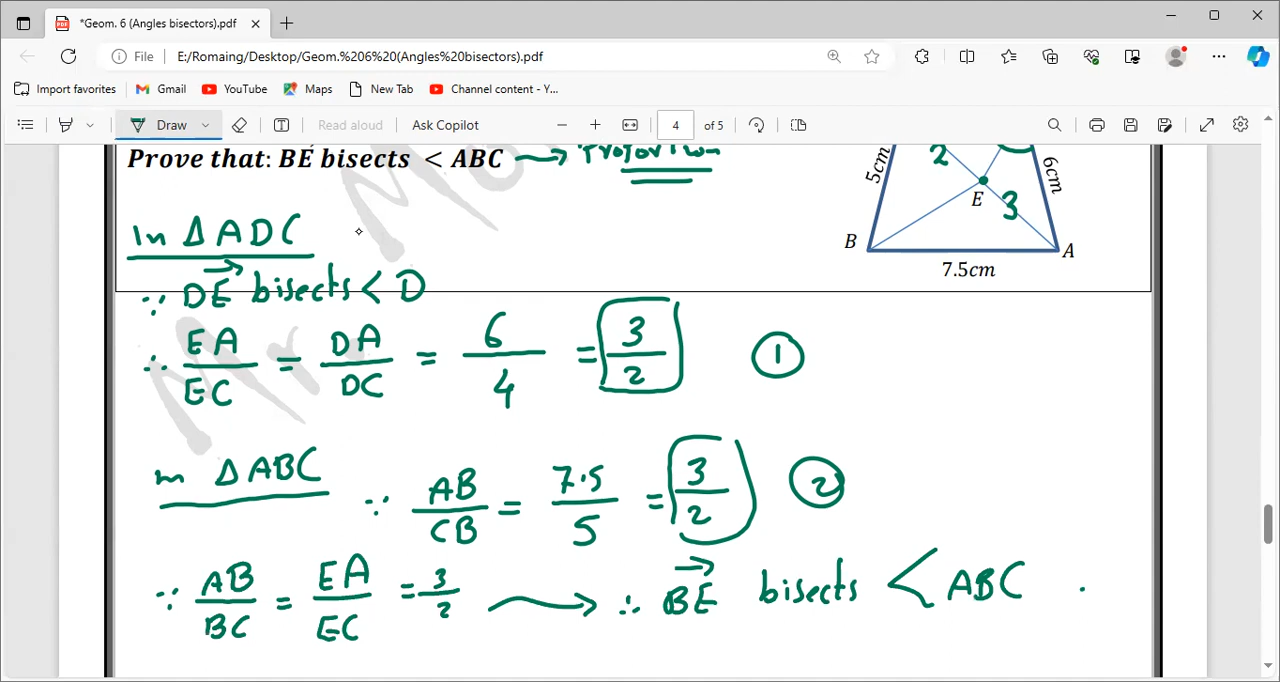 *Geom. 6 (Angles bisectors).pdf
File E:/Romaing/Desktop/Geom.%206%20(Angles%20bisectors).pdf
Import favorites Gmail YouTube Maps New Tab Channel content - Y...
Draw Read aloud Ask Copilot 4 of 5
Prove that: BE bisects < ABC → Proportion
2
5cm
6cm
E
3
B
A
7.5cm
In Δ ADC
∵ DE bisects < D
∴ EA/EC = DA/DC = 6/4 = 3/2 ①
in Δ ABC ∵ AB/CB = 7.5/5 = 3/2 ②
∵ AB/BC = EA/EC = 3/2 → ∴ BE bisects < ABC .